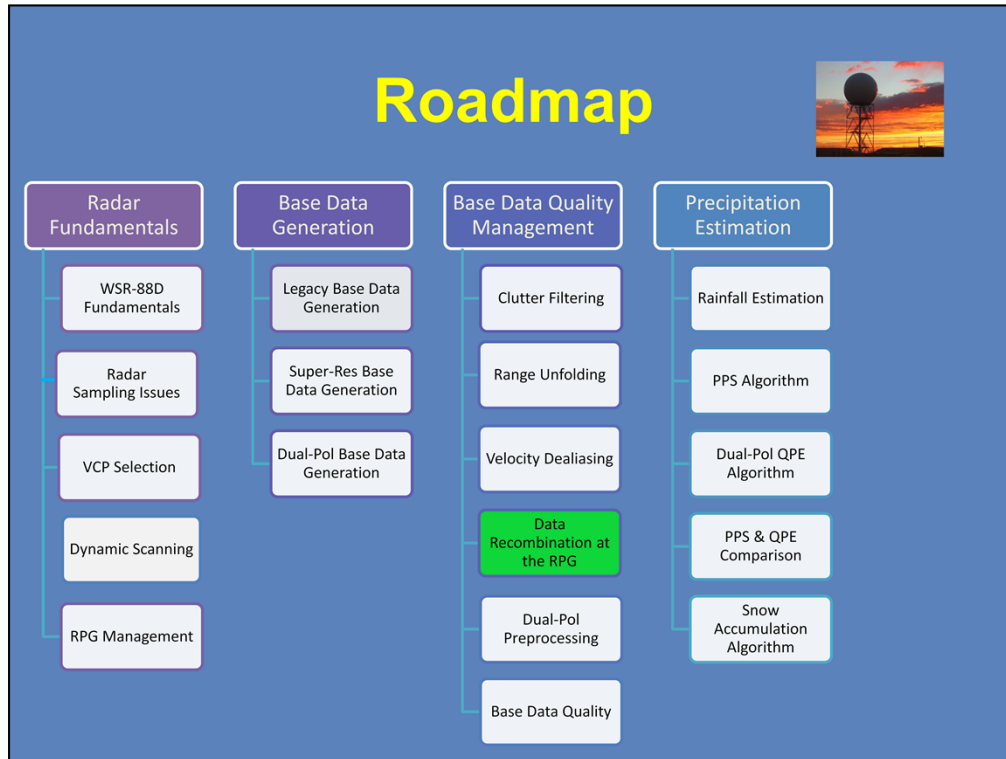 Roadmap
Radar
Fundamentals
WSR-88D
Fundamentals
Radar
Sampling Issues
VCP Selection
Dynamic Scanning
RPG Management
Base Data
Generation
Legacy Base Data
Generation
Super-Res Base
Data Generation
Dual-Pol Base Data
Generation
Base Data Quality
Management
Clutter Filtering
Range Unfolding
Velocity Dealiasing
Data
Recombination at
the RPG
Dual-Pol
Preprocessing
Base Data Quality
Precipitation
Estimation
Rainfall Estimation
PPS Algorithm
Dual-Pol QPE
Algorithm
PPS & QPE
Comparison
Snow
Accumulation
Algorithm